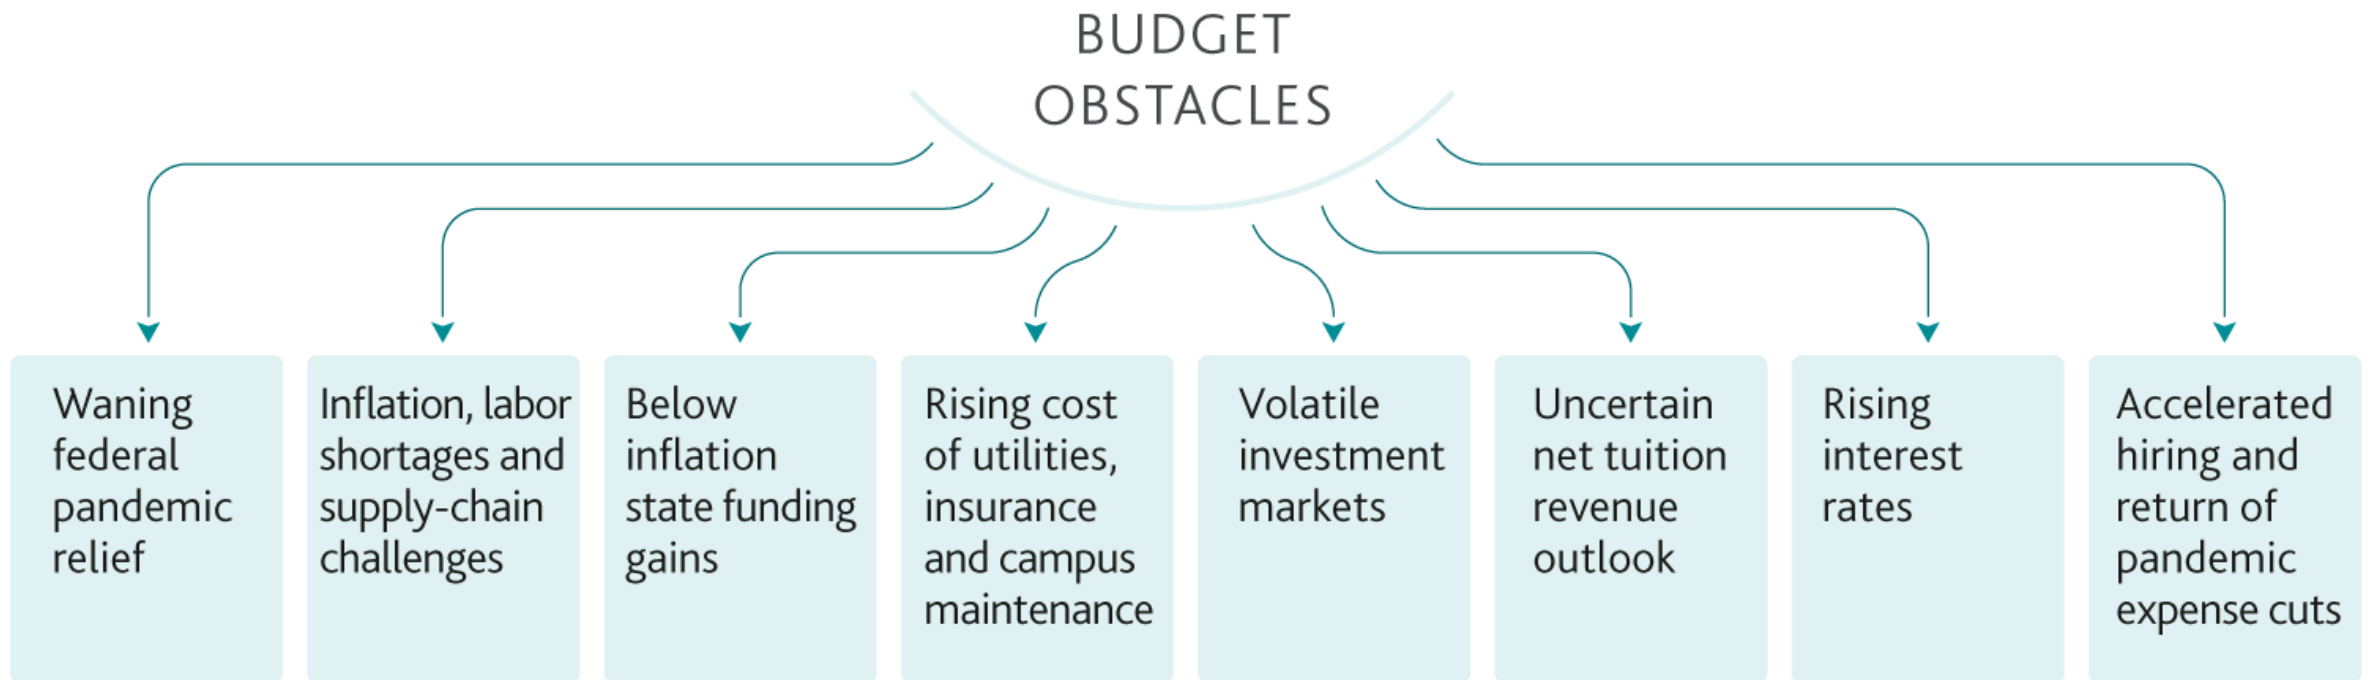 BUDGET
OBSTACLES
Waning
federal
pandemic
relief
Inflation, labor
shortages and
supply-chain
challenges
Below
inflation
state funding
gains
Rising cost
of utilities,
insurance
and campus
maintenance
Volatile
investment
markets
Uncertain
net tuition
revenue
outlook
Rising
interest
rates
Accelerated
hiring and
return of
pandemic
expense cuts